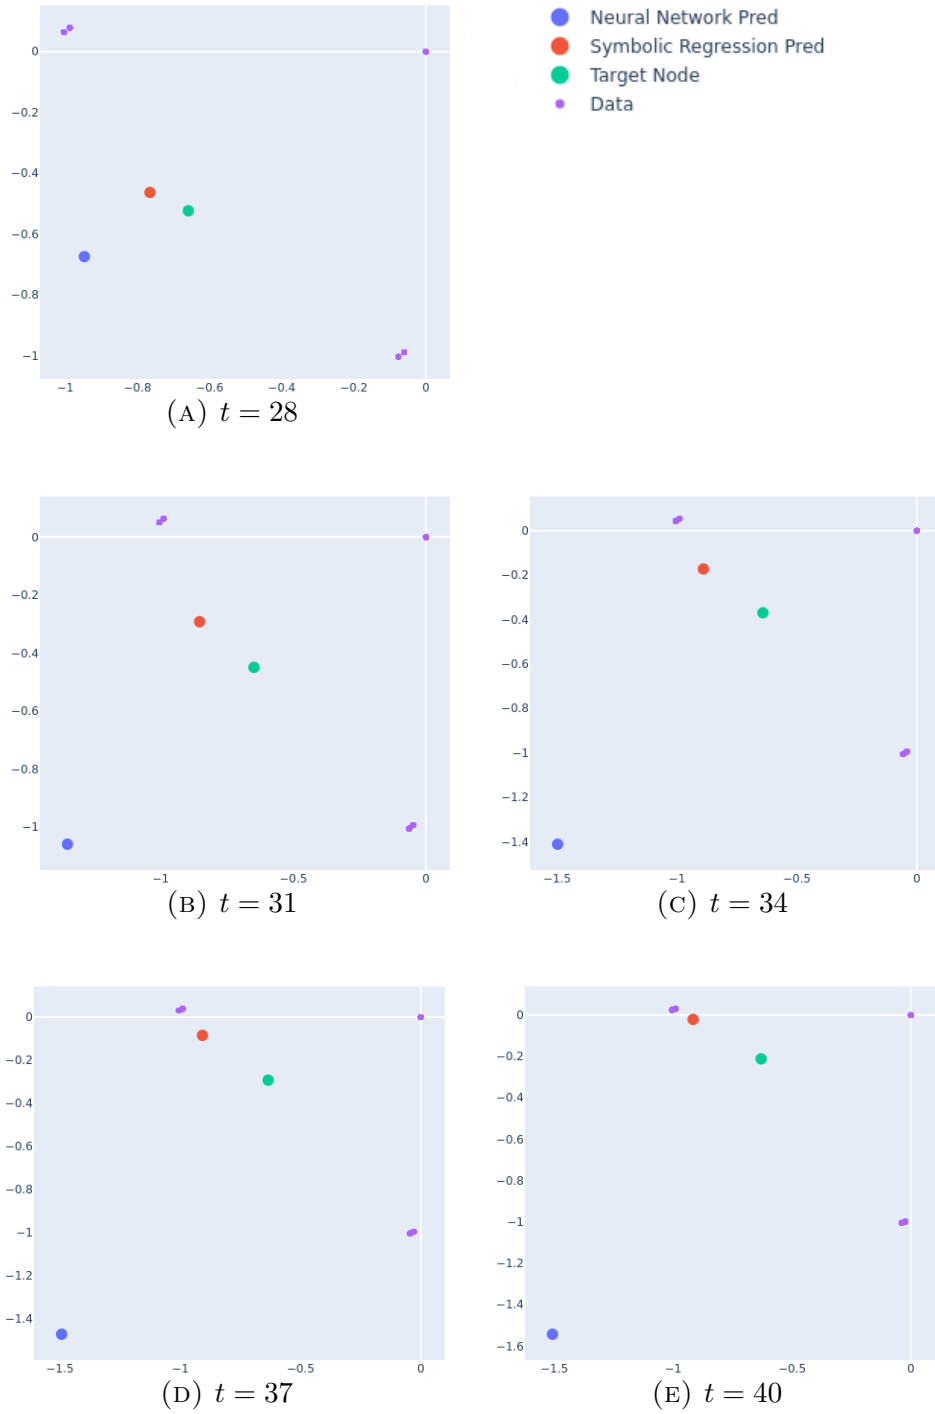 Neural Network Pred
Symbolic Regression Pred
Target Node
Data
0
−0.2
−0.4
−0.6
−0.8
−1
−1 −0.8 −0.6 −0.4 −0.2 0
(A) t = 28
0
−0.2
−0.4
−0.6
−0.8
−1
−1 −0.5 0
(B) t = 31
0
−0.2
−0.4
−0.6
−0.8
−1
−1.2
−1.4
−1.5 −1 −0.5 0
(C) t = 34
0
−0.2
−0.4
−0.6
−0.8
−1
−1.2
−1.4
−1.5 −1 −0.5 0
(D) t = 37
0
−0.2
−0.4
−0.6
−0.8
−1
−1.2
−1.4
−1.6
−1.5 −1 −0.5 0
(E) t = 40